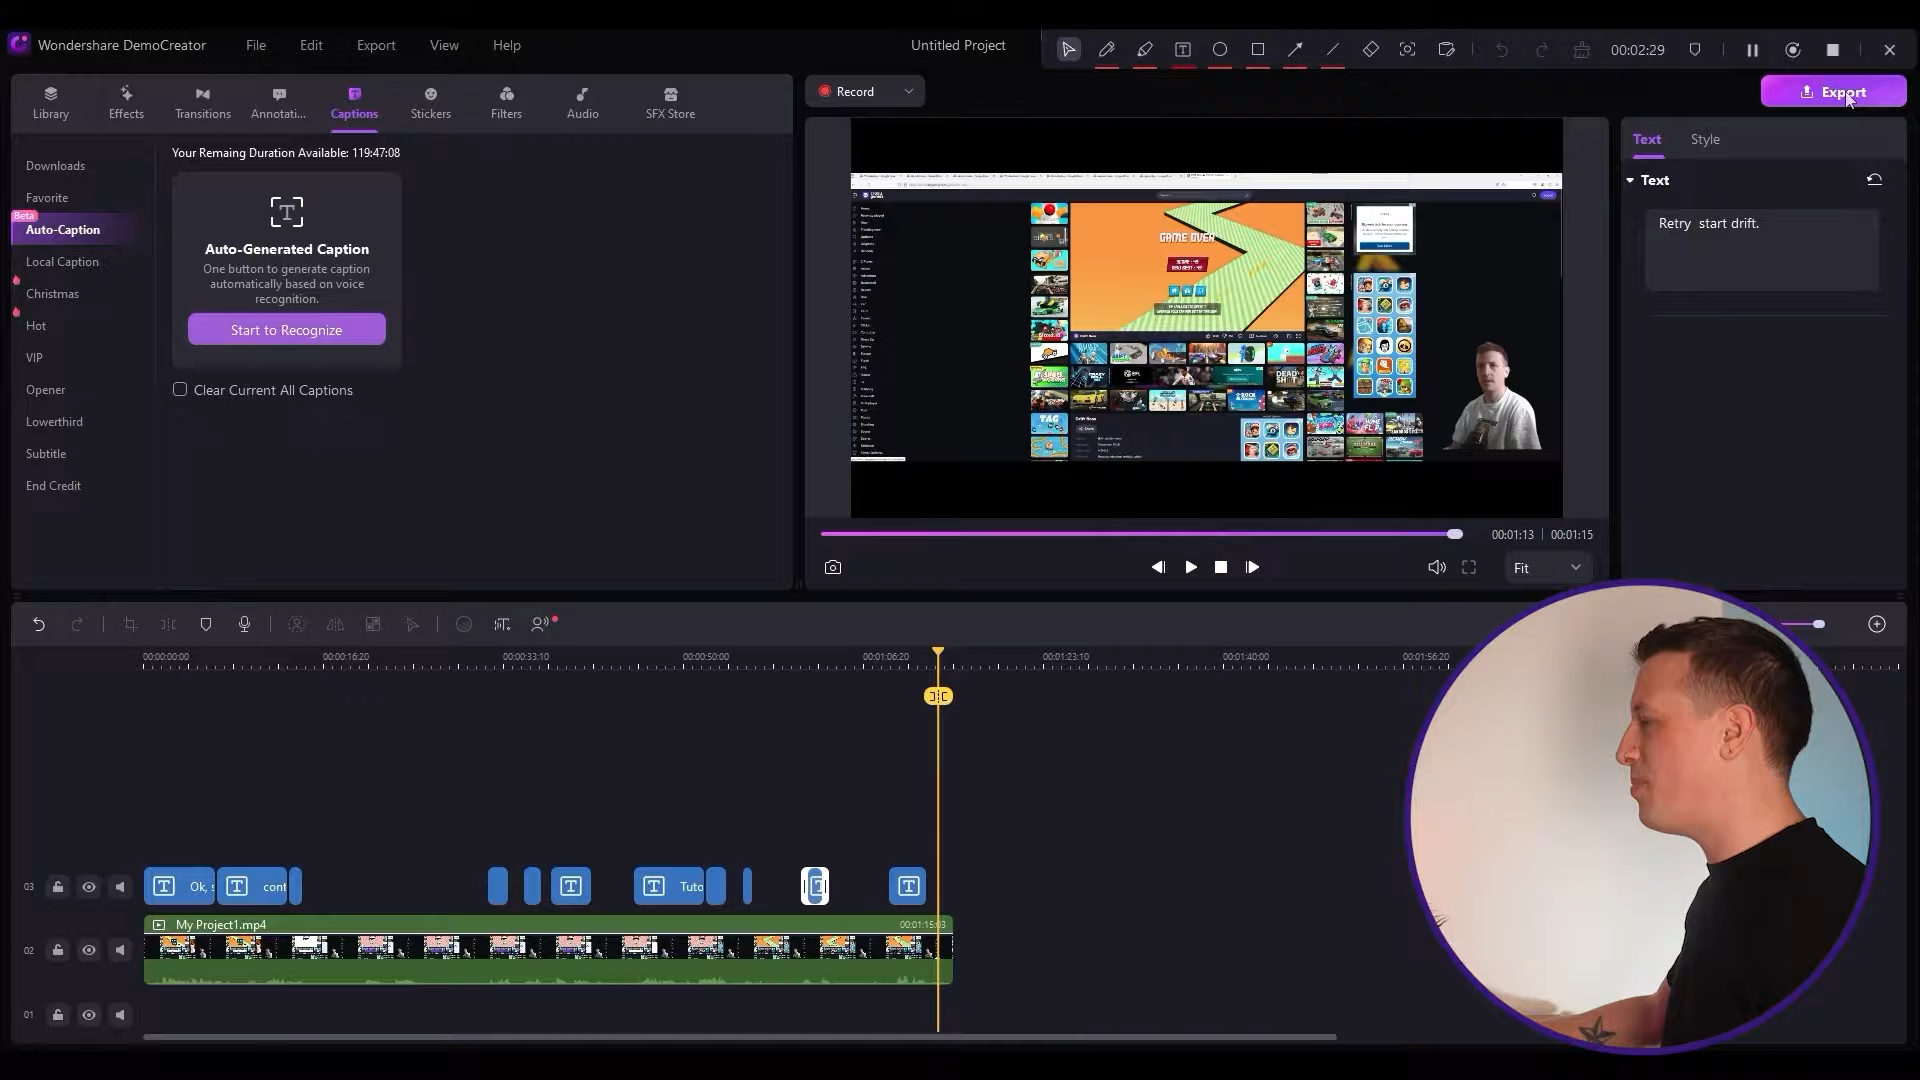 Wondershare DemoCreator
File
Edit
Export
View
Help
Untitled Project
00:02:29
Library
Effects
Transitions
Annotati...
Captions
Stickers
Filters
Audio
SFX Store
Record
Export
Downloads
Favorite
Beta
Auto-Caption
Local Caption
Christmas
Hot
VIP
Opener
Lowerthird
Subtitle
End Credit
Your Remaing Duration Available: 119:47:08
Auto-Generated Caption
One button to generate caption
automatically based on voice
recognition.
Start to Recognize
Clear Current All Captions
GAME OVER
TAG
Text
Style
Text
Retry start drift.
00:01:13
00:01:15
Fit
00:00:00:00
00:00:16:20
00:00:33:10
00:00:50:00
00:01:06:20
00:01:23:10
00:01:40:00
00:01:56:20
03
Ok, s
cont
Tuto
02
My Project1.mp4
00:01:15:03
01